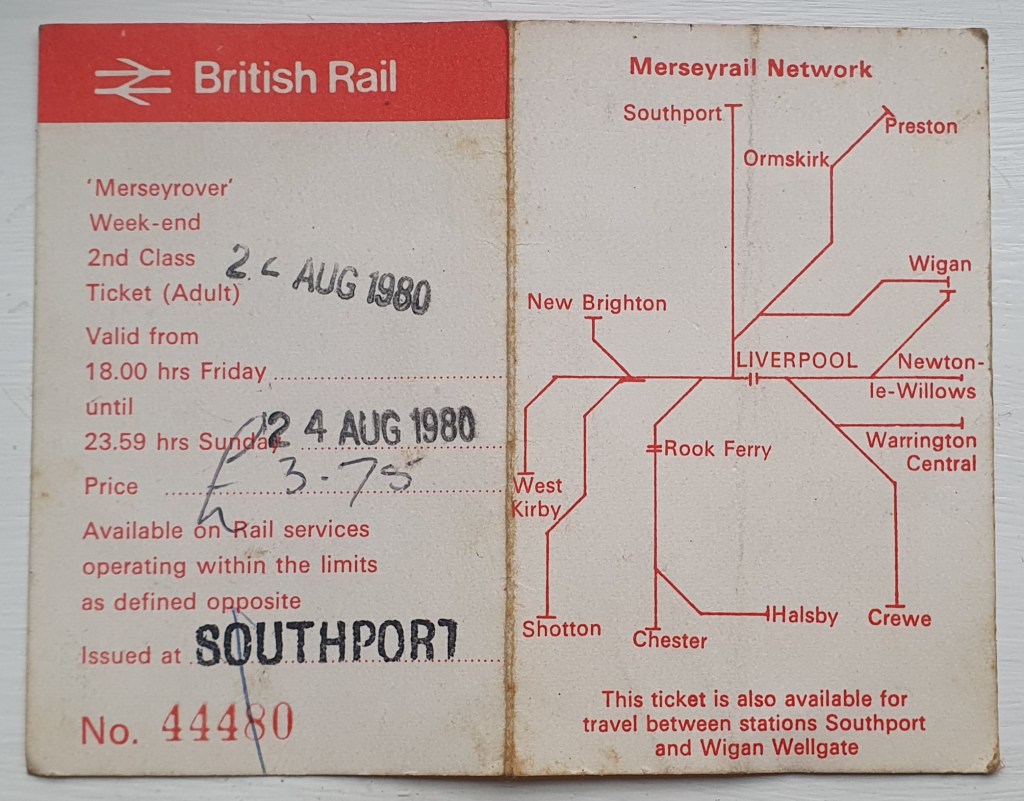 British Rail
'Merseyrover'
Week-end
2nd Class
Ticket (Adult)
AUG 1980
Valid from
18.00 hrs Friday
until
23.59 hrs Sunday 24 AUG 1980
Price £3-75
Available on Rail services
operating within the limits
as defined opposite
Issued at SOUTHPORT
No. 44480
Merseyrail Network
Southport
Preston
Ormskirk
Wigan
New Brighton
LIVERPOOL
Newton-
le-Willows
Rook Ferry
Warrington
Central
West
Kirby
Shotton
Chester
Halsby
Crewe
This ticket is also available for
travel between stations Southport
and Wigan Wellgate